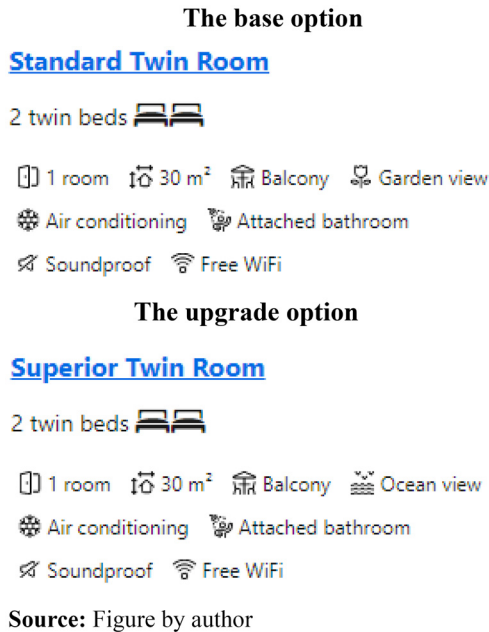 The base option
Standard Twin Room
2 twin beds
1 room 30 m² Balcony Garden view
Air conditioning Attached bathroom
Soundproof Free WiFi
The upgrade option
Superior Twin Room
2 twin beds
1 room 30 m² Balcony Ocean view
Air conditioning Attached bathroom
Soundproof Free WiFi
Source: Figure by author